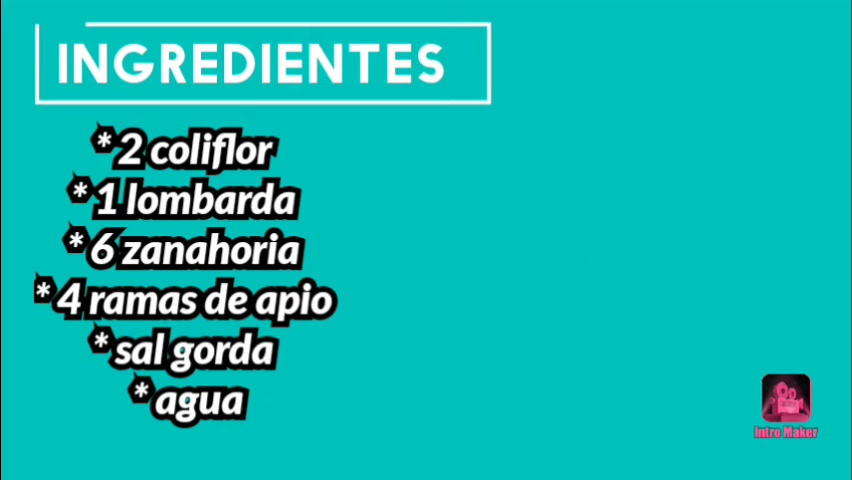 INGREDIENTES
*2 coliflor
*1 lombarda
*6 zanahoria
*4 ramas de apio
*sal gorda
*agua
Intro Maker